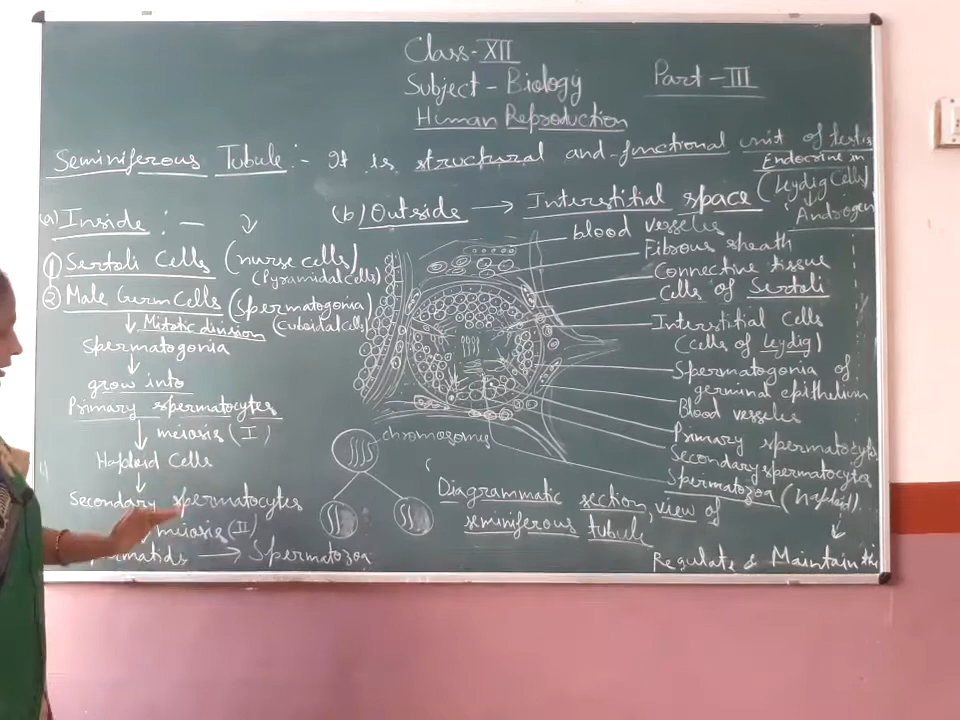 Class-XII
Subject - Biology
Part - III
Human Reproduction
Seminiferous Tubule :- It is structural and functional unit of testis
Endocrine in
(leydig Cells)
Androgen
(a) Inside :-
(b) Outside → Interstitial space
① Sertoli Cells (nurse cells)
(Pyramidal cells)
② Male Germ Cells (spermatogonia)
(cuboidal cells)
↓ Mitotic division
Spermatogonia
↓
grow into
Primary spermatocytes
↓ meiosis (I)
Haploid Cells
↓
Secondary spermatocytes
meiosis (II)
→ Spermatozoa
blood vesseles
Fibrous sheath
Connective tissue
Cells of Sertoli
Interstitial Cells
(Cells of leydig)
Spermatogonia of
germinal epithelium
Blood vesseles
Primary spermatocyte
Secondary spermatocytes
Spermatozoa (Haploid)
↓
Regulate & Maintain the
chromosomes
Diagrammatic section, view of
seminiferous tubule